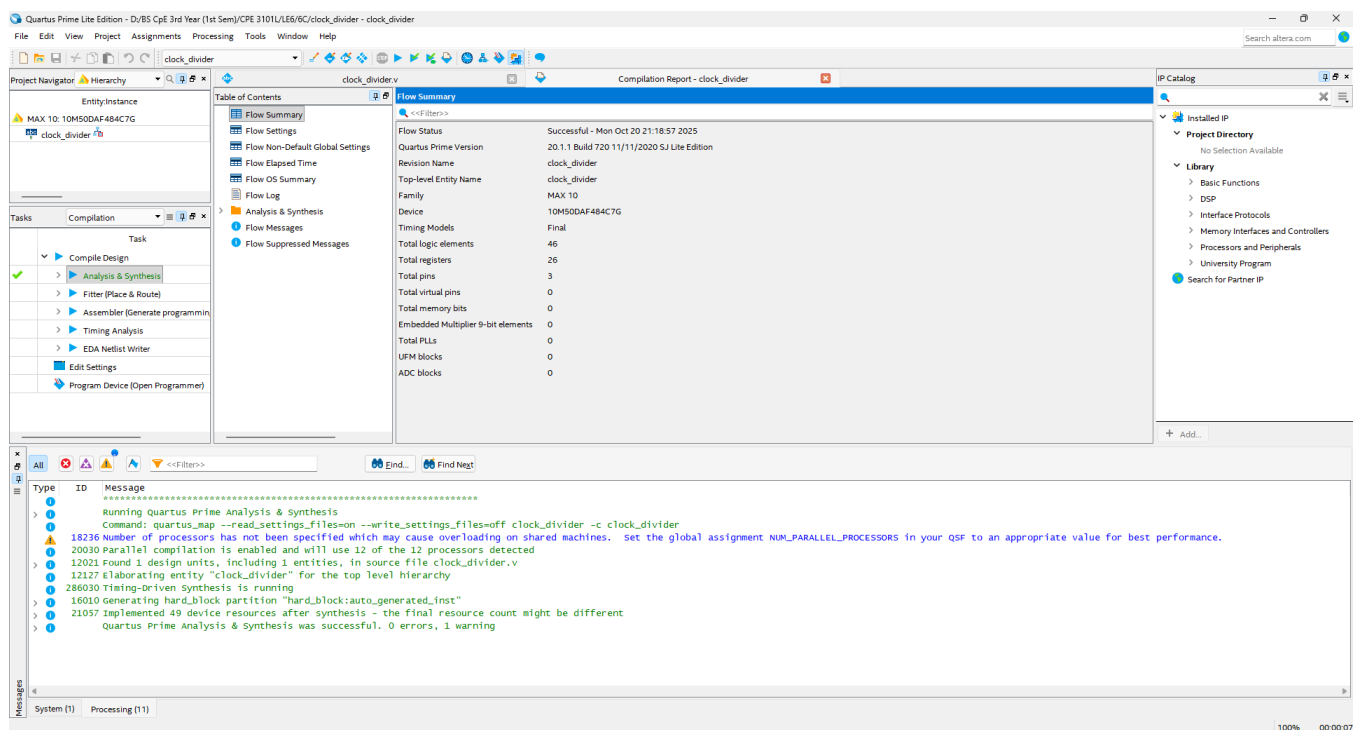 Quartus Prime Lite Edition - D:/BS CpE 3rd Year (1st Sem)/CPE 3101L/LE6/6C/clock_divider - clock_divider
File Edit View Project Assignments Processing Tools Window Help
Search altera.com
clock_divider
Project Navigator Hierarchy
Entity:Instance
MAX 10: 10M50DAF484C7G
clock_divider
Tasks Compilation
Task
Compile Design
Analysis & Synthesis
Fitter (Place & Route)
Assembler (Generate programmin
Timing Analysis
EDA Netlist Writer
Edit Settings
Program Device (Open Programmer)
clock_divider.v
Compilation Report - clock_divider
Table of Contents
Flow Summary
Flow Settings
Flow Non-Default Global Settings
Flow Elapsed Time
Flow OS Summary
Flow Log
Analysis & Synthesis
Flow Messages
Flow Suppressed Messages
Flow Summary
<<Filter>>
Flow Status Successful - Mon Oct 20 21:18:57 2025
Quartus Prime Version 20.1.1 Build 720 11/11/2020 SJ Lite Edition
Revision Name clock_divider
Top-level Entity Name clock_divider
Family MAX 10
Device 10M50DAF484C7G
Timing Models Final
Total logic elements 46
Total registers 26
Total pins 3
Total virtual pins 0
Total memory bits 0
Embedded Multiplier 9-bit elements 0
Total PLLs 0
UFM blocks 0
ADC blocks 0
IP Catalog
Installed IP
Project Directory
No Selection Available
Library
Basic Functions
DSP
Interface Protocols
Memory Interfaces and Controllers
Processors and Peripherals
University Program
Search for Partner IP
+ Add...
All <<Filter>> Find... Find Next
Type ID Message
*******************************************************************
Running Quartus Prime Analysis & Synthesis
Command: quartus_map --read_settings_files=on --write_settings_files=off clock_divider -c clock_divider
18236 Number of processors has not been specified which may cause overloading on shared machines. Set the global assignment NUM_PARALLEL_PROCESSORS in your QSF to an appropriate value for best performance.
20030 Parallel compilation is enabled and will use 12 of the 12 processors detected
12021 Found 1 design units, including 1 entities, in source file clock_divider.v
12127 Elaborating entity "clock_divider" for the top level hierarchy
286030 Timing-Driven Synthesis is running
16010 Generating hard_block partition "hard_block:auto_generated_inst"
21057 Implemented 49 device resources after synthesis - the final resource count might be different
Quartus Prime Analysis & Synthesis was successful. 0 errors, 1 warning
Messages
System (1) Processing (11)
100% 00:00:07